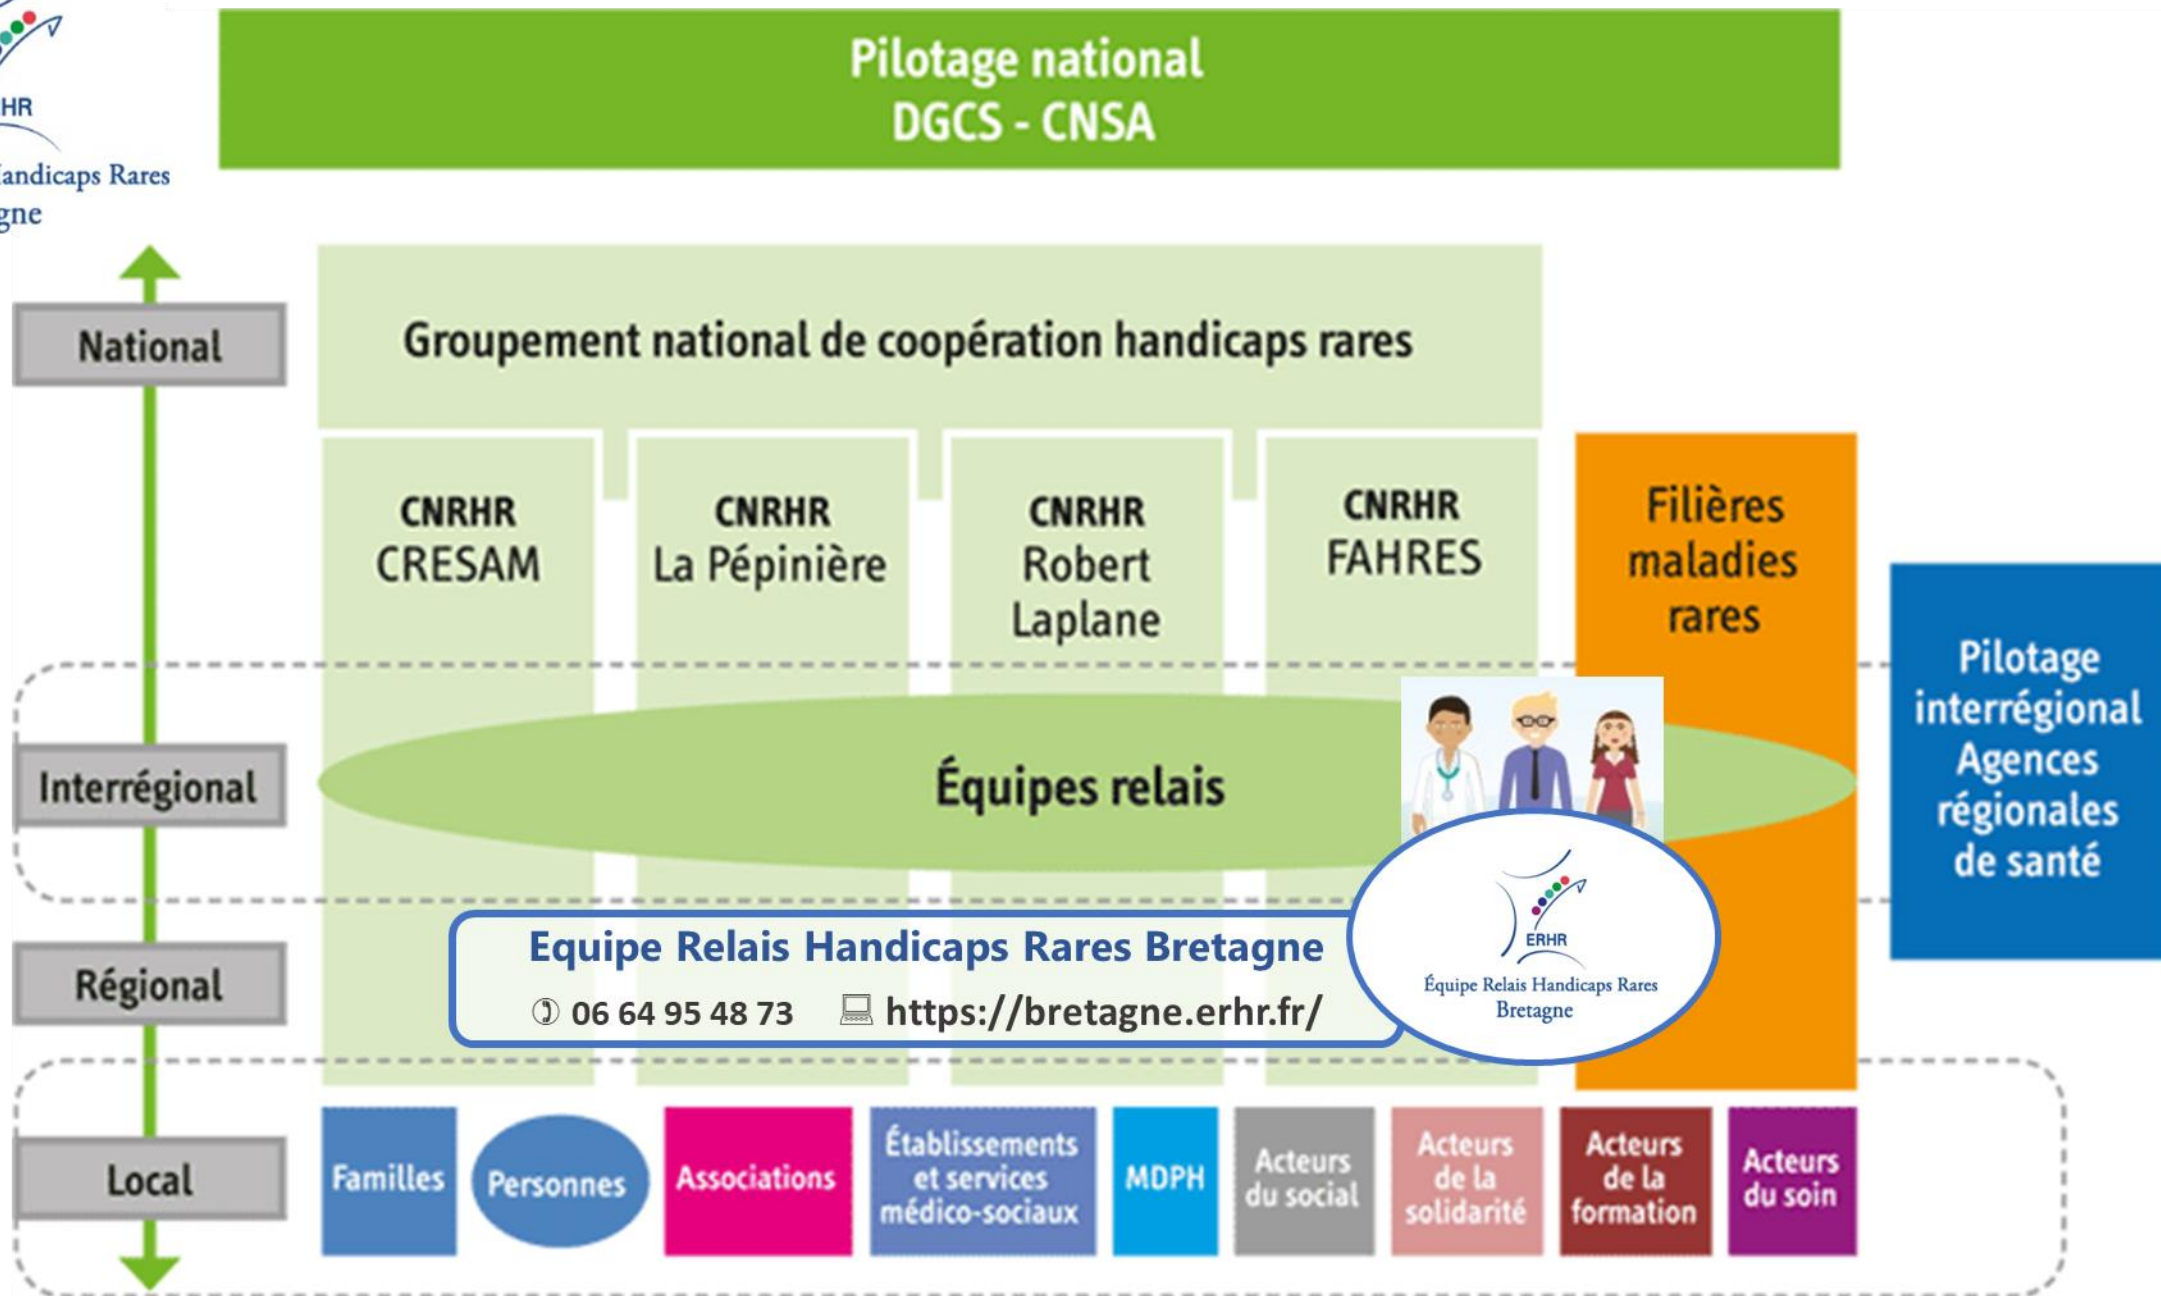 HR
andicaps Rares
gne
Pilotage national
DGCS - CNSA
National
Groupement national de coopération handicaps rares
CNRHR
CRESAM
CNRHR
La Pépinière
CNRHR
Robert
Laplane
CNRHR
FAHRES
Filières
maladies
rares
Pilotage
interrégional
Agences
régionales
de santé
Interrégional
Équipes relais
Régional
Equipe Relais Handicaps Rares Bretagne
06 64 95 48 73
https://bretagne.erhr.fr/
ERHR
Équipe Relais Handicaps Rares
Bretagne
Local
Familles
Personnes
Associations
Établissements
et services
médico-sociaux
MDPH
Acteurs
du social
Acteurs
de la
solidarité
Acteurs
de la
formation
Acteurs
du soin